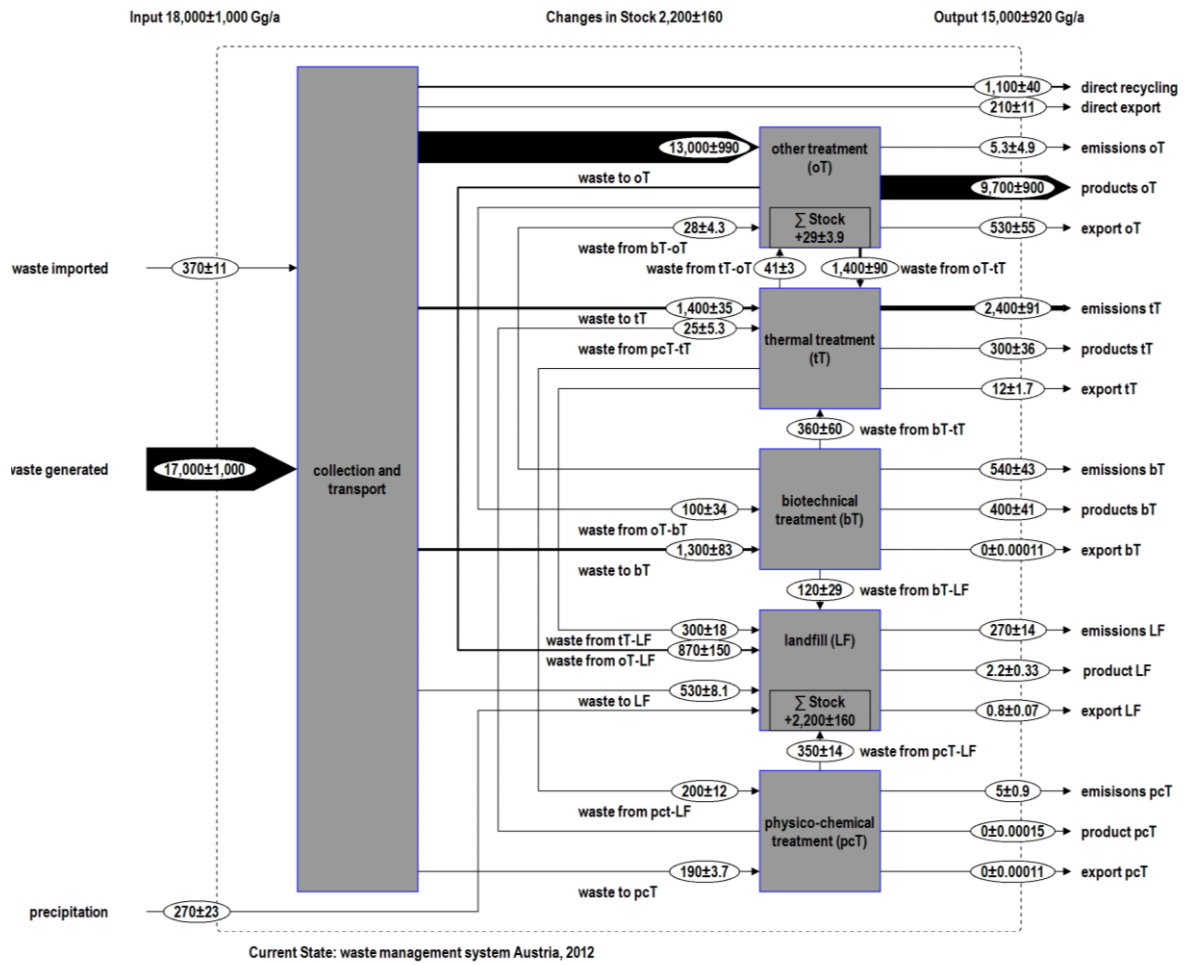 Input 18,000±1,000 Gg/a
Changes in Stock 2,200±160
Output 15,000±920 Gg/a
1,100±40
direct recycling
210±11
direct export
13,000±990
other treatment
(oT)
5.3±4.9
emissions oT
waste to oT
9,700±900
products oT
28±4.3
∑ Stock
+29±3.9
530±55
export oT
waste from bT-oT
waste imported
370±11
waste from tT-oT
41±3
1,400±90
waste from oT-tT
1,400±35
2,400±91
emissions tT
waste to tT
25±5.3
thermal treatment
(tT)
300±36
products tT
waste from pcT-tT
12±1.7
export tT
360±60
waste from bT-tT
waste generated
17,000±1,000
collection and
transport
540±43
emissions bT
100±34
biotechnical
treatment (bT)
400±41
products bT
waste from oT-bT
1,300±83
0±0.00011
export bT
waste to bT
120±29
waste from bT-LF
300±18
landfill (LF)
270±14
emissions LF
waste from tT-LF
870±150
waste from oT-LF
2.2±0.33
product LF
530±8.1
∑ Stock
+2,200±160
0.8±0.07
export LF
waste to LF
350±14
waste from pcT-LF
200±12
5±0.9
emisisons pcT
waste from pct-LF
physico-chemical
treatment (pcT)
0±0.00015
product pcT
190±3.7
0±0.00011
export pcT
waste to pcT
precipitation
270±23
Current State: waste management system Austria, 2012